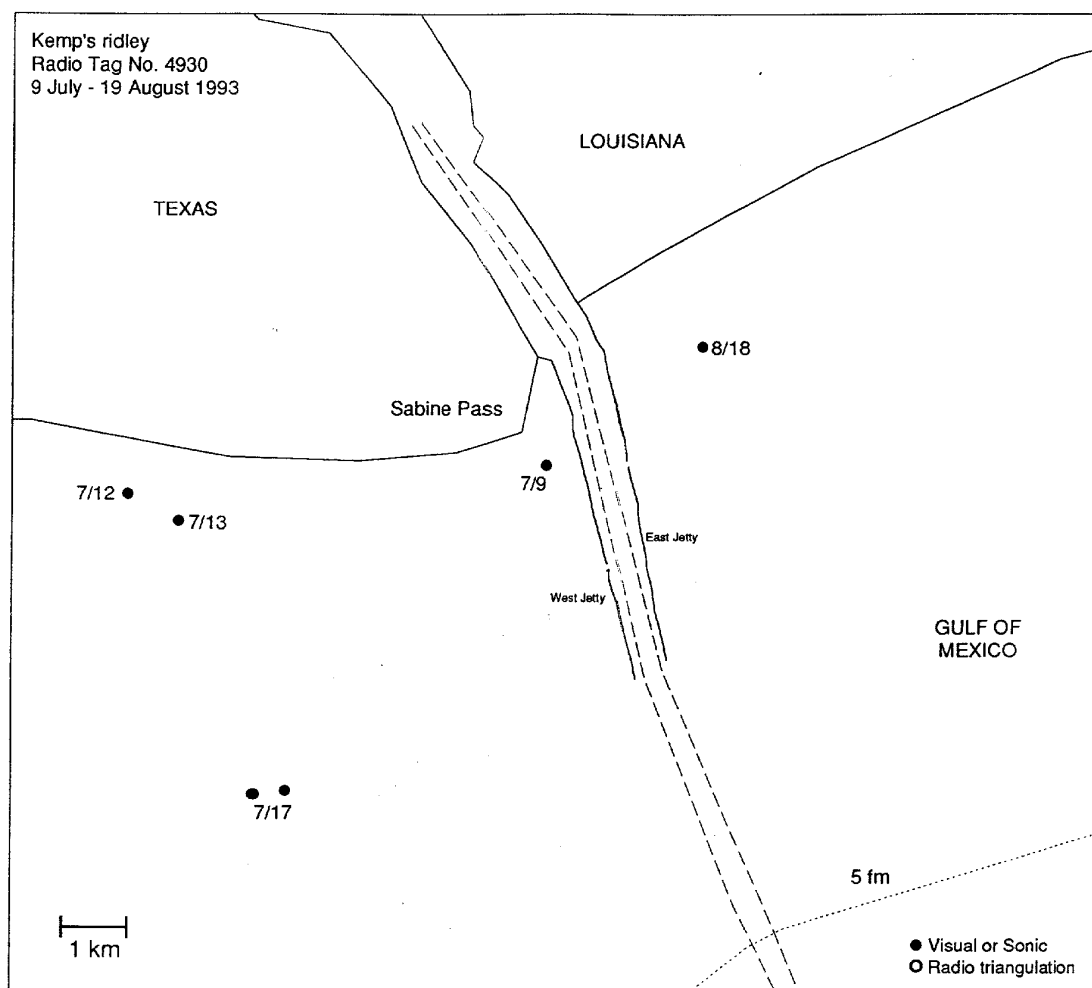 Kemp's ridley
Radio Tag No. 4930
9 July - 19 August 1993
LOUISIANA
TEXAS
8/18
Sabine Pass
7/9
7/12
7/13
East Jetty
West Jetty
GULF OF
MEXICO
7/17
5 fm
1 km
Visual or Sonic
Radio triangulation